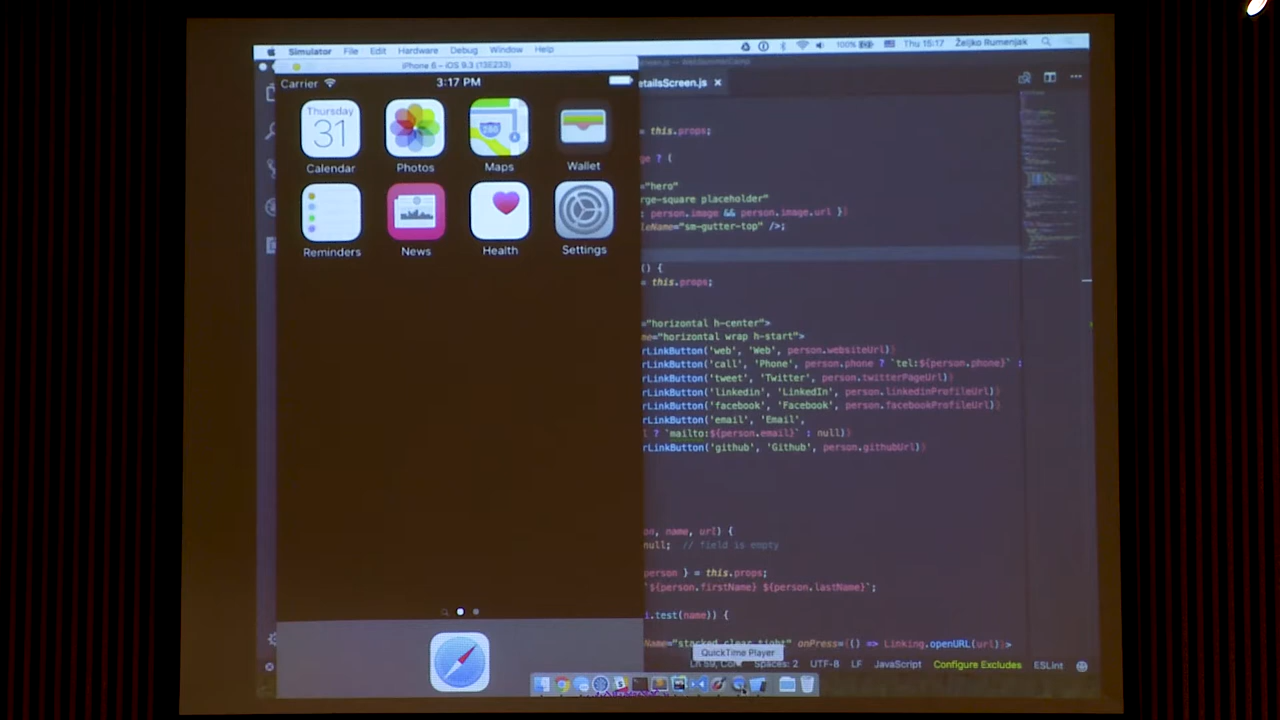 Simulator File Edit Hardware Debug Window Help 100% Thu 15:17 Željko Rumenjak
iPhone 6 – iOS 9.3 (13E233)
Carrier 3:17 PM
etailsScreen.js
Thursday
31
280
Calendar Photos Maps Wallet
Reminders News Health Settings
= this.props;
ge ? (
="hero"
rge-square placeholder"
: person.image && person.image.url }}
leName="sm-gutter-top" />;
() {
= this.props;
="horizontal h-center">
me="horizontal wrap h-start">
rLinkButton('web', 'Web', person.websiteUrl)}
rLinkButton('call', 'Phone', person.phone ? `tel:${person.phone}` :
rLinkButton('tweet', 'Twitter', person.twitterPageUrl)}
rLinkButton('linkedin', 'LinkedIn', person.linkedinProfileUrl)}
rLinkButton('facebook', 'Facebook', person.facebookProfileUrl)}
rLinkButton('email', 'Email',
l ? `mailto:${person.email}` : null)}
rLinkButton('github', 'Github', person.githubUrl)}
on, name, url) {
null; // field is empty
person } = this.props;
`${person.firstName} ${person.lastName}`;
i.test(name)) {
Name="stacked clear tight" onPress={() => Linking.openURL(url)}>
QuickTime Player
Ln 59, Spaces: 2 UTF-8 LF JavaScript Configure Excludes ESLint